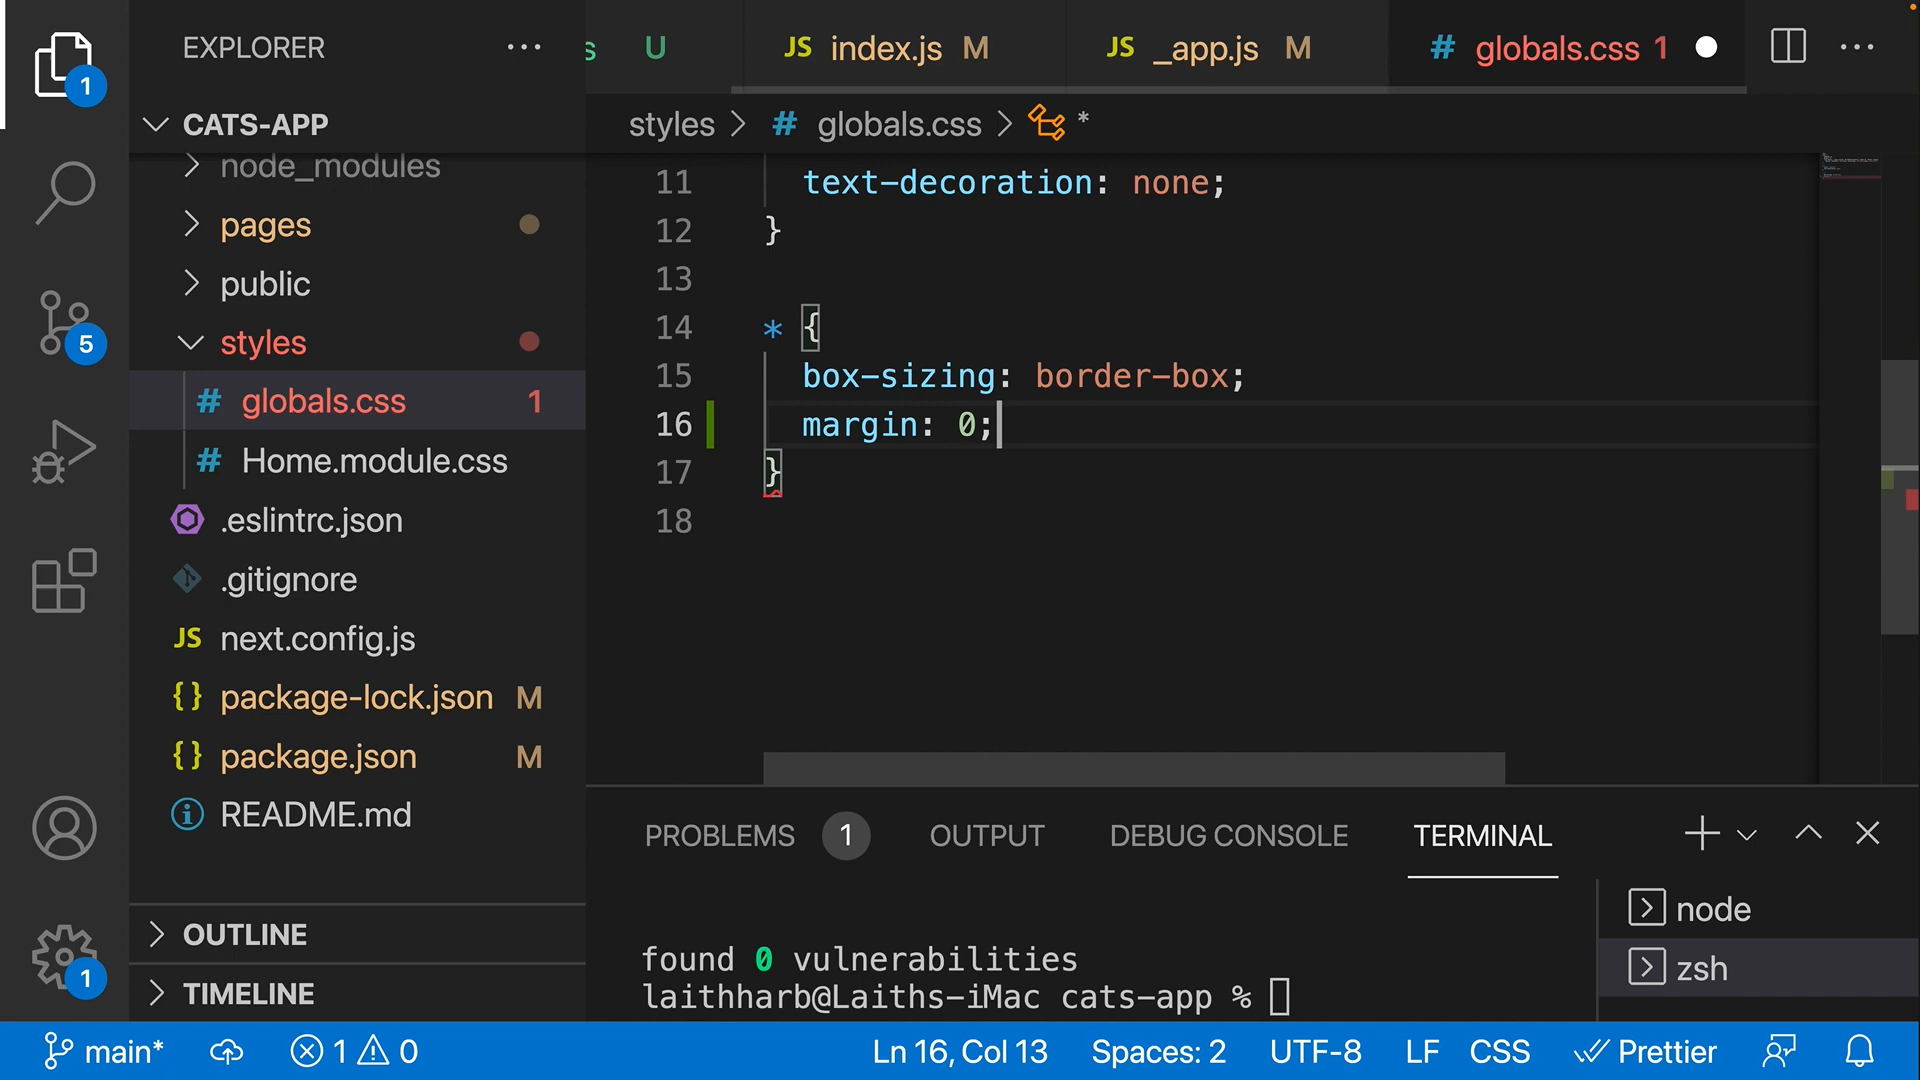 EXPLORER
s U
JS index.js M
JS _app.js M
# globals.css 1
1
CATS-APP
styles > # globals.css > *
node_modules
pages
public
styles
# globals.css 1
# Home.module.css
.eslintrc.json
.gitignore
JS next.config.js
{} package-lock.json M
{} package.json M
README.md
5
OUTLINE
TIMELINE
1
11 text-decoration: none;
12 }
13
14 * {
15 box-sizing: border-box;
16 margin: 0;
17 }
18
PROBLEMS 1 OUTPUT DEBUG CONSOLE TERMINAL
found 0 vulnerabilities
laithharb@Laiths-iMac cats-app %
node
zsh
main* 1 0 Ln 16, Col 13 Spaces: 2 UTF-8 LF CSS Prettier